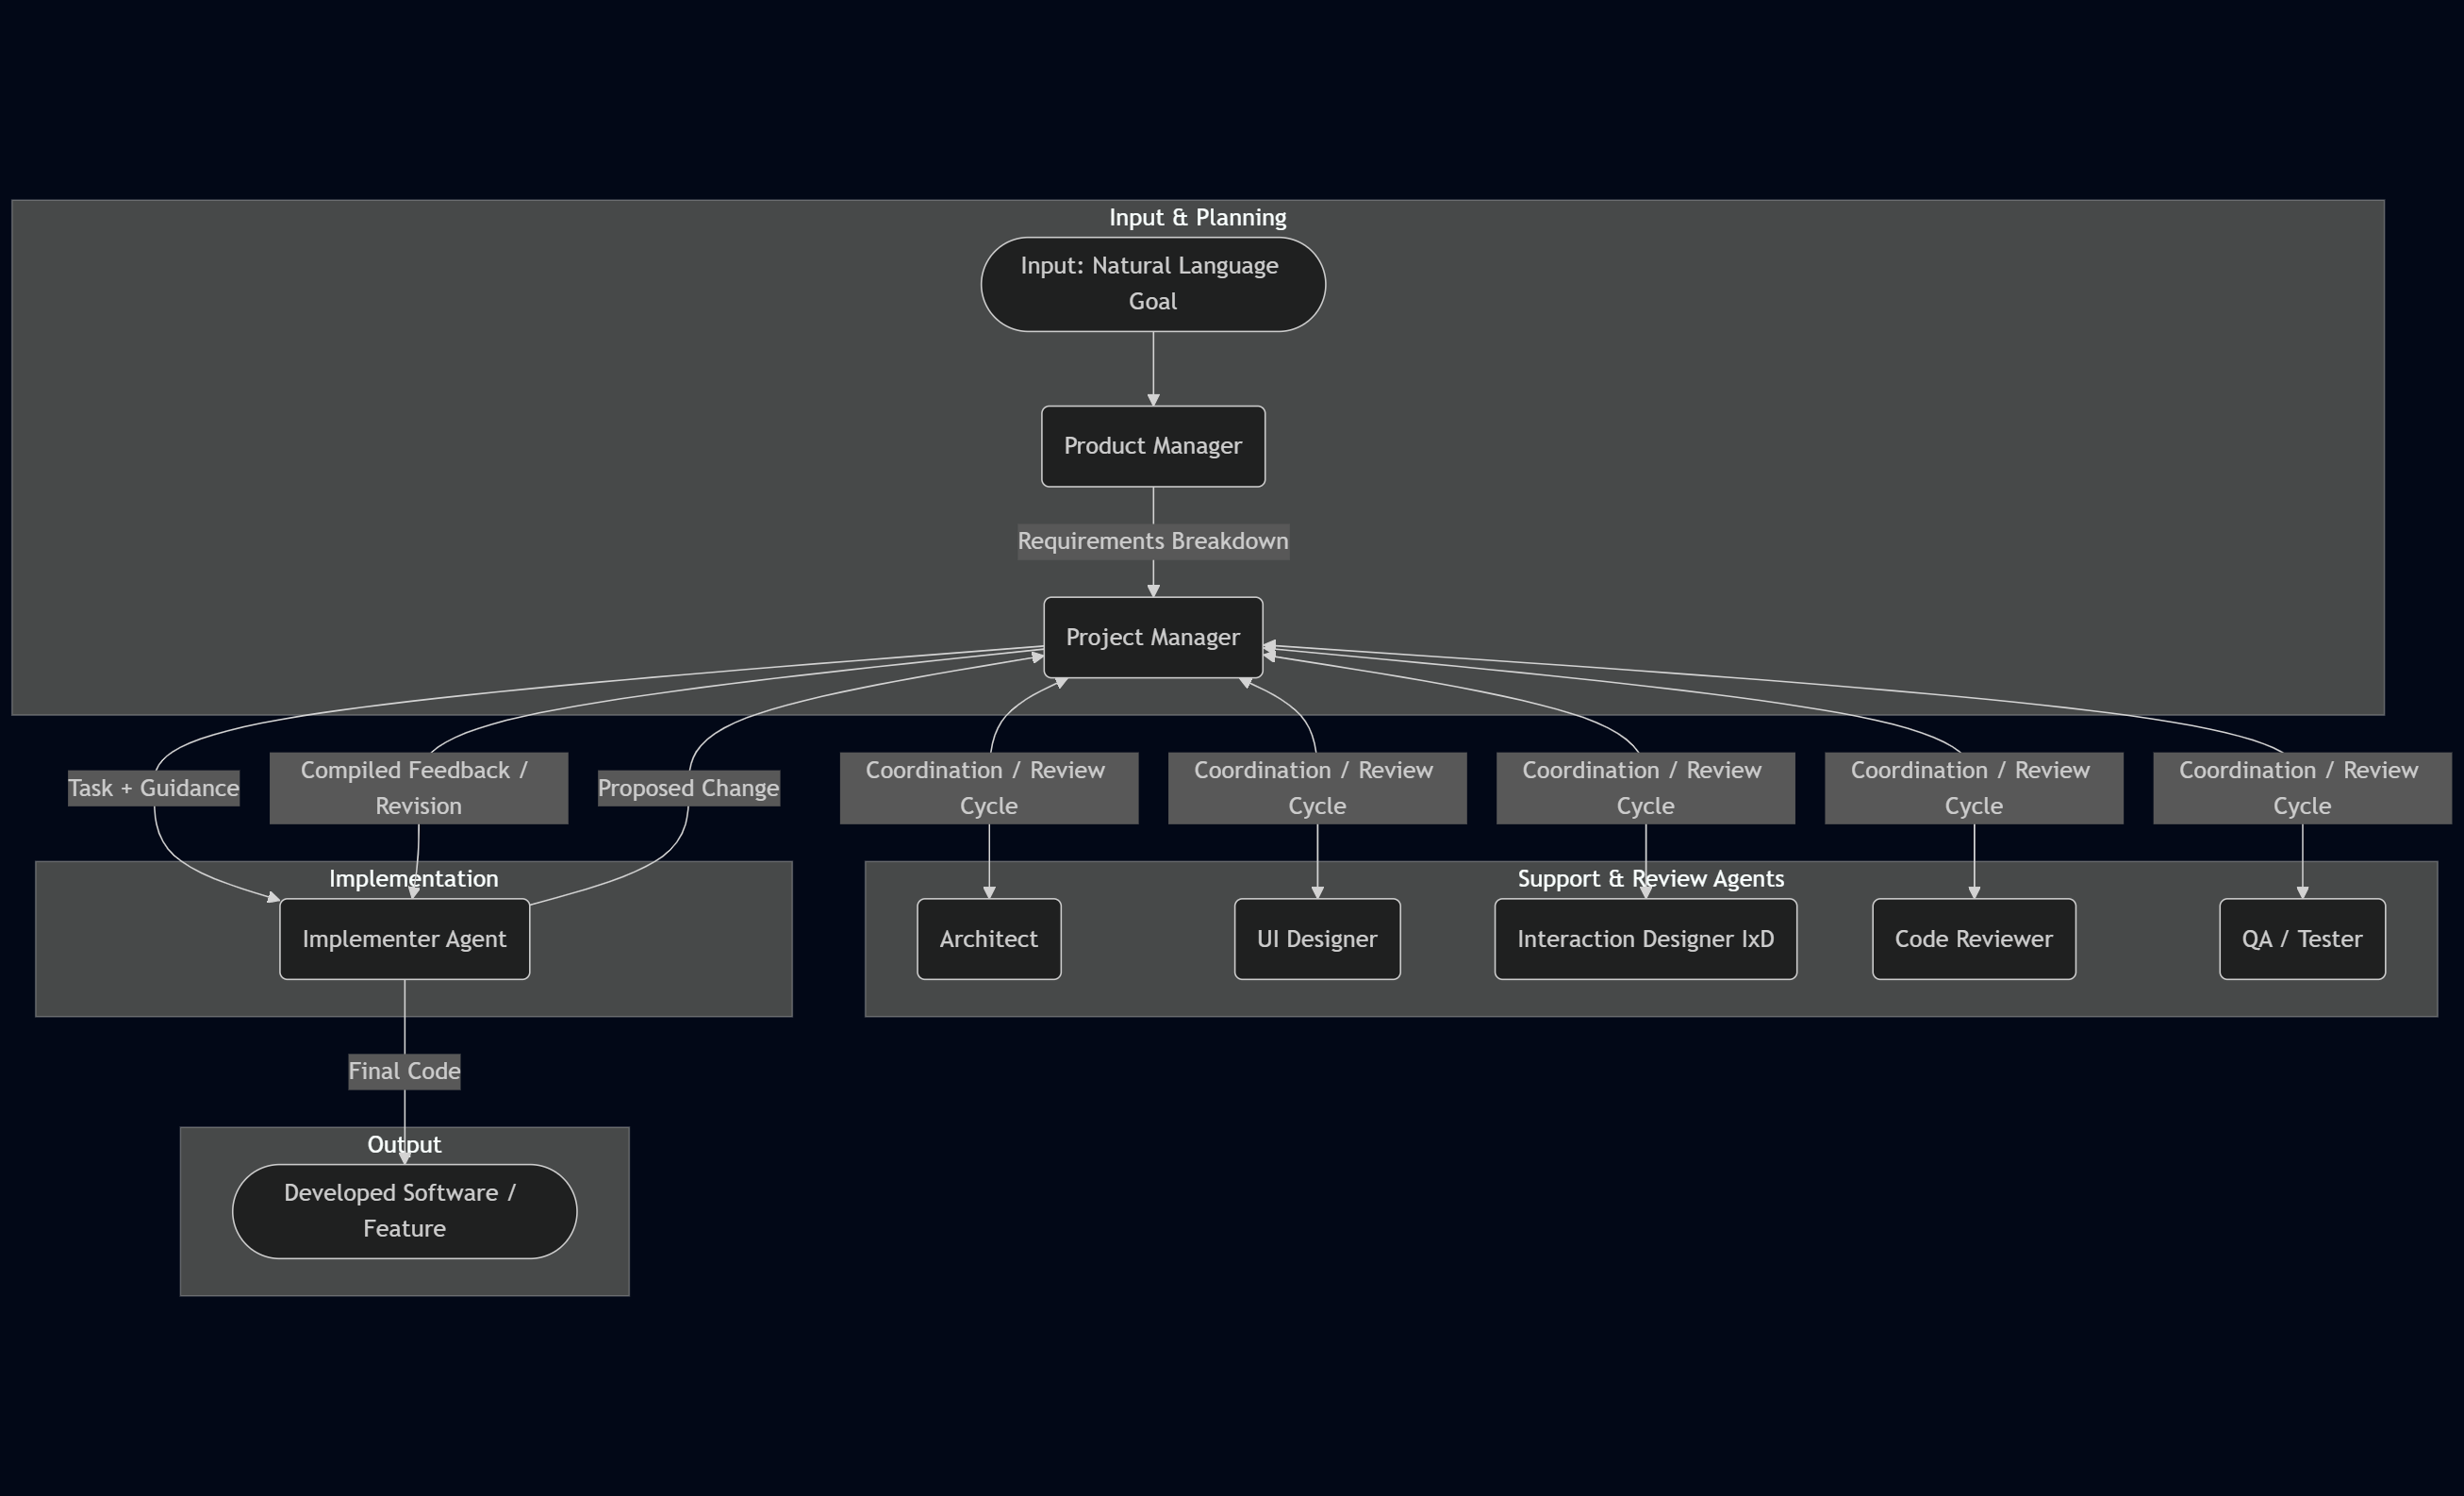 Input & Planning
Input: Natural Language
Goal
Product Manager
Requirements Breakdown
Project Manager
Task + Guidance
Compiled Feedback /
Revision
Proposed Change
Coordination / Review
Cycle
Coordination / Review
Cycle
Coordination / Review
Cycle
Coordination / Review
Cycle
Coordination / Review
Cycle
Implementation
Implementer Agent
Support & Review Agents
Architect
UI Designer
Interaction Designer IxD
Code Reviewer
QA / Tester
Final Code
Output
Developed Software /
Feature